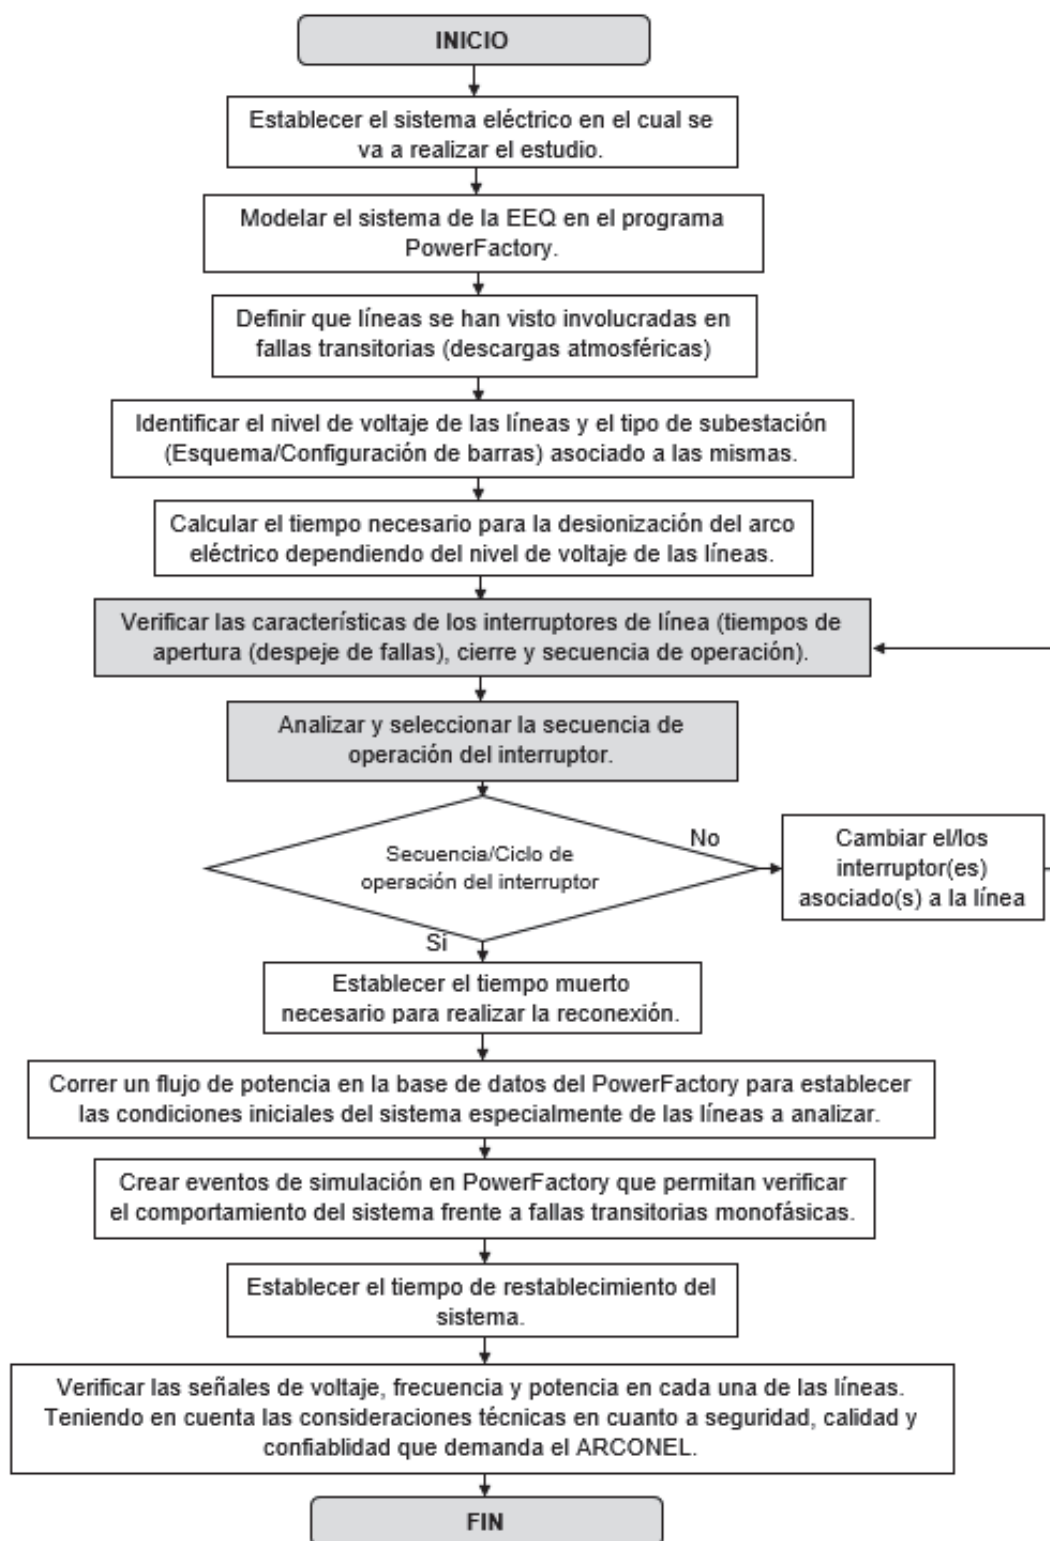 INICIO
Establecer el sistema eléctrico en el cual se
va a realizar el estudio.
Modelar el sistema de la EEQ en el programa
PowerFactory.
Definir que líneas se han visto involucradas en
fallas transitorias (descargas atmosféricas)
Identificar el nivel de voltaje de las líneas y el tipo de subestación
(Esquema/Configuración de barras) asociado a las mismas.
Calcular el tiempo necesario para la desionización del arco
eléctrico dependiendo del nivel de voltaje de las líneas.
Verificar las características de los interruptores de línea (tiempos de
apertura (despeje de fallas), cierre y secuencia de operación).
Analizar y seleccionar la secuencia de
operación del interruptor.
Secuencia/Ciclo de
operación del interruptor
No
Cambiar el/los
interruptor(es)
asociado(s) a la línea
Si
Establecer el tiempo muerto
necesario para realizar la reconexión.
Correr un flujo de potencia en la base de datos del PowerFactory para establecer
las condiciones iniciales del sistema especialmente de las líneas a analizar.
Crear eventos de simulación en PowerFactory que permitan verificar
el comportamiento del sistema frente a fallas transitorias monofásicas.
Establecer el tiempo de restablecimiento del
sistema.
Verificar las señales de voltaje, frecuencia y potencia en cada una de las líneas.
Teniendo en cuenta las consideraciones técnicas en cuanto a seguridad, calidad y
confiablidad que demanda el ARCONEL.
FIN